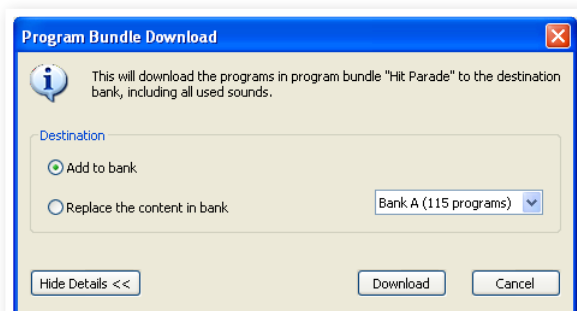 Program Bundle Download
This will download the programs in program bundle "Hit Parade" to the destination
bank, including all used sounds.
Destination
Add to bank
Replace the content in bank
Bank A (115 programs)
Hide Details <<
Download
Cancel